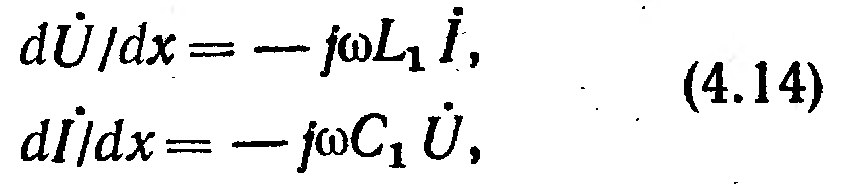 dU̇/dx = — jωL₁ İ,
(4.14)
dİ/dx = — jωC₁ U̇,